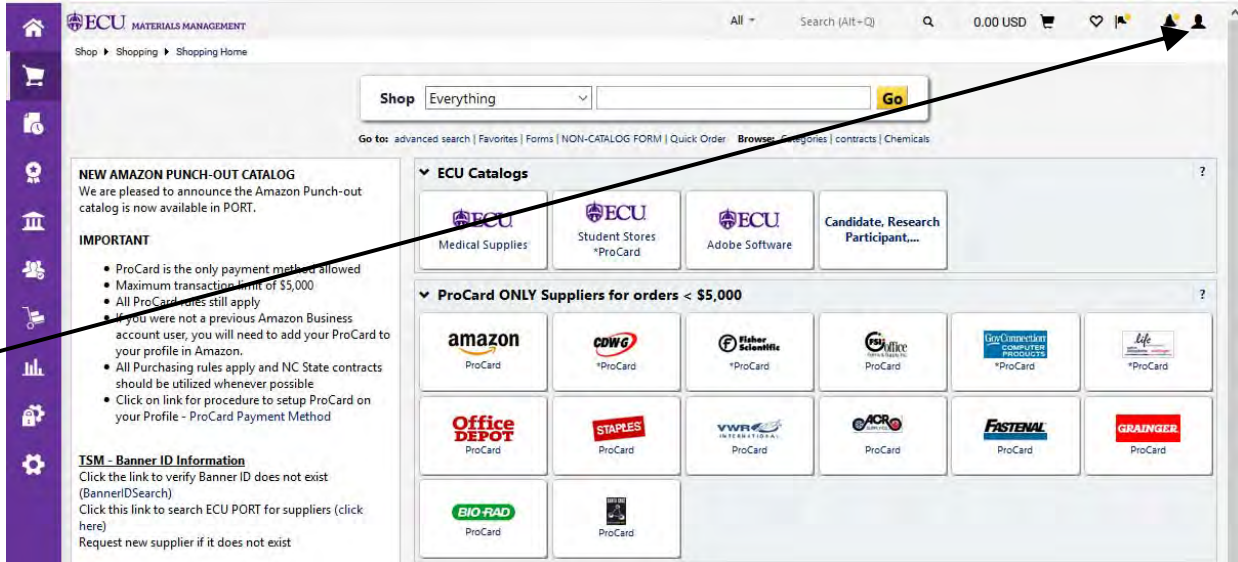 ECU MATERIALS MANAGEMENT
All Search (Alt+Q) 0.00 USD
Shop Shopping Shopping Home
Shop Everything Go
Go to: advanced search | Favorites | Forms | NON-CATALOG FORM | Quick Order Browse: Categories | contracts | Chemicals
NEW AMAZON PUNCH-OUT CATALOG
We are pleased to announce the Amazon Punch-out
catalog is now available in PORT.
IMPORTANT
• ProCard is the only payment method allowed
• Maximum transaction limit of $5,000
• All ProCard rules still apply
• If you were not a previous Amazon Business
account user, you will need to add your ProCard to
your profile in Amazon.
• All Purchasing rules apply and NC State contracts
should be utilized whenever possible
• Click on link for procedure to setup ProCard on
your Profile - ProCard Payment Method
TSM - Banner ID Information
Click the link to verify Banner ID does not exist
(BannerIDSearch)
Click this link to search ECU PORT for suppliers (click
here)
Request new supplier if it does not exist
ECU Catalogs ?
ECU
Medical Supplies
ECU
Student Stores
*ProCard
ECU
Adobe Software
Candidate, Research
Participant,...
ProCard ONLY Suppliers for orders < $5,000 ?
amazon
ProCard
CDW-G
*ProCard
Fisher
Scientific
*ProCard
FSI office
ProCard
GovConnection
COMPUTER
PRODUCTS
*ProCard
life
*ProCard
Office
DEPOT
ProCard
STAPLES
ProCard
VWR
INTERNATIONAL
ProCard
ACR
ProCard
FASTENAL
ProCard
GRAINGER
ProCard
BIO-RAD
ProCard
ProCard